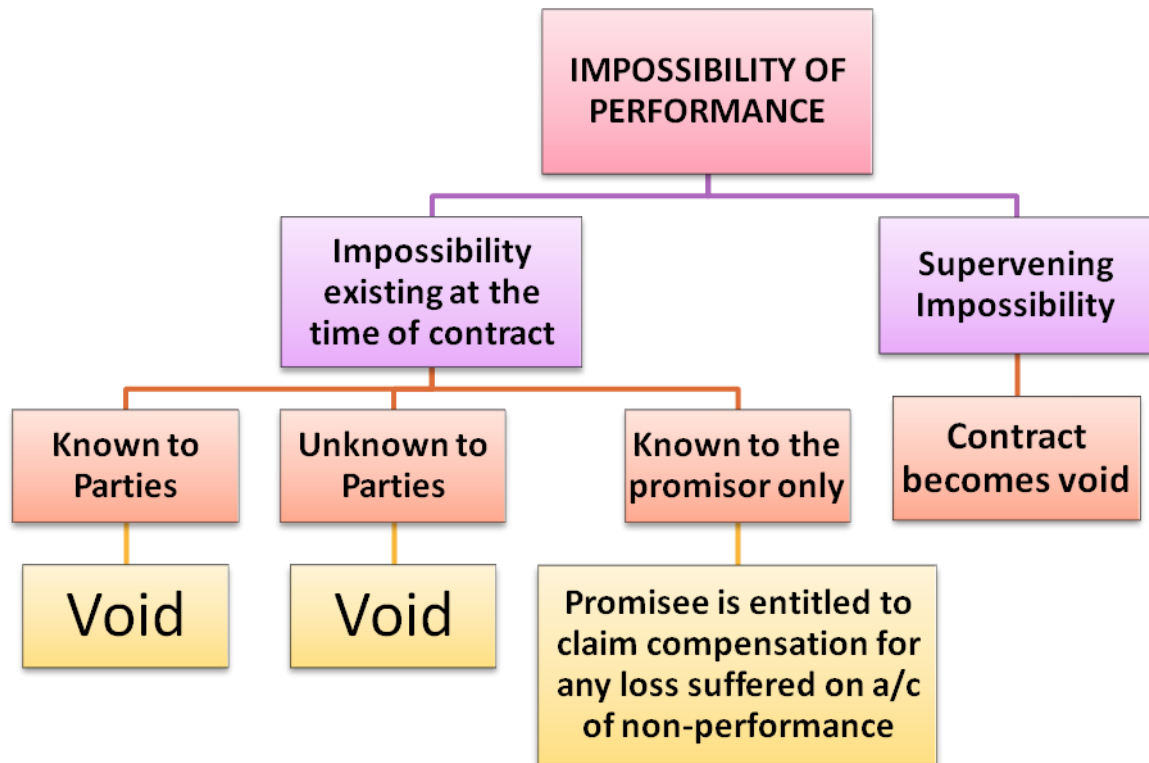 IMPOSSIBILITY OF
PERFORMANCE
Impossibility
existing at the
time of contract
Supervening
Impossibility
Known to
Parties
Unknown to
Parties
Known to the
promisor only
Contract
becomes void
Void
Void
Promisee is entitled to
claim compensation for
any loss suffered on a/c
of non-performance